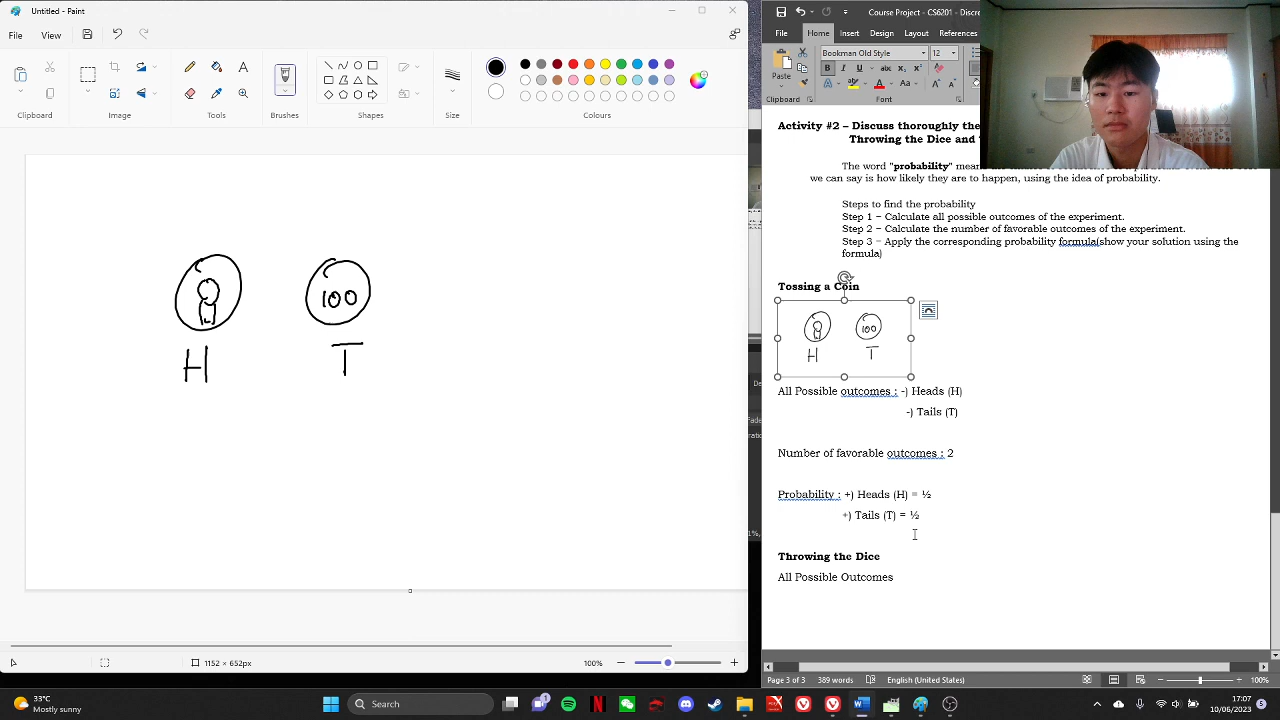 Untitled - Paint
File
View
Clipboard
Image
Tools
Brushes
Shapes
Size
Colours
100
H
T
1152 × 652px
100%
Course Project - CS6201 - Discre
File
Home
Insert
Draw
Design
Layout
References
Paste
Clipboard
Bookman Old Style
12
B I U
Font
Activity #2 – Discuss thoroughly the
Throwing the Dice and
The word "probability" mean
we can say is how likely they are to happen, using the idea of probability.
Steps to find the probability
Step 1 – Calculate all possible outcomes of the experiment.
Step 2 – Calculate the number of favorable outcomes of the experiment.
Step 3 – Apply the corresponding probability formula(show your solution using the
formula)
Tossing a Coin
100
H
T
All Possible outcomes : -) Heads (H)
-) Tails (T)
Number of favorable outcomes : 2
Probability : +) Heads (H) = ½
+) Tails (T) = ½
Throwing the Dice
All Possible Outcomes
Page 3 of 3
389 words
English (United States)
100%
33°C
Mostly sunny
Search
17:07
10/06/2023